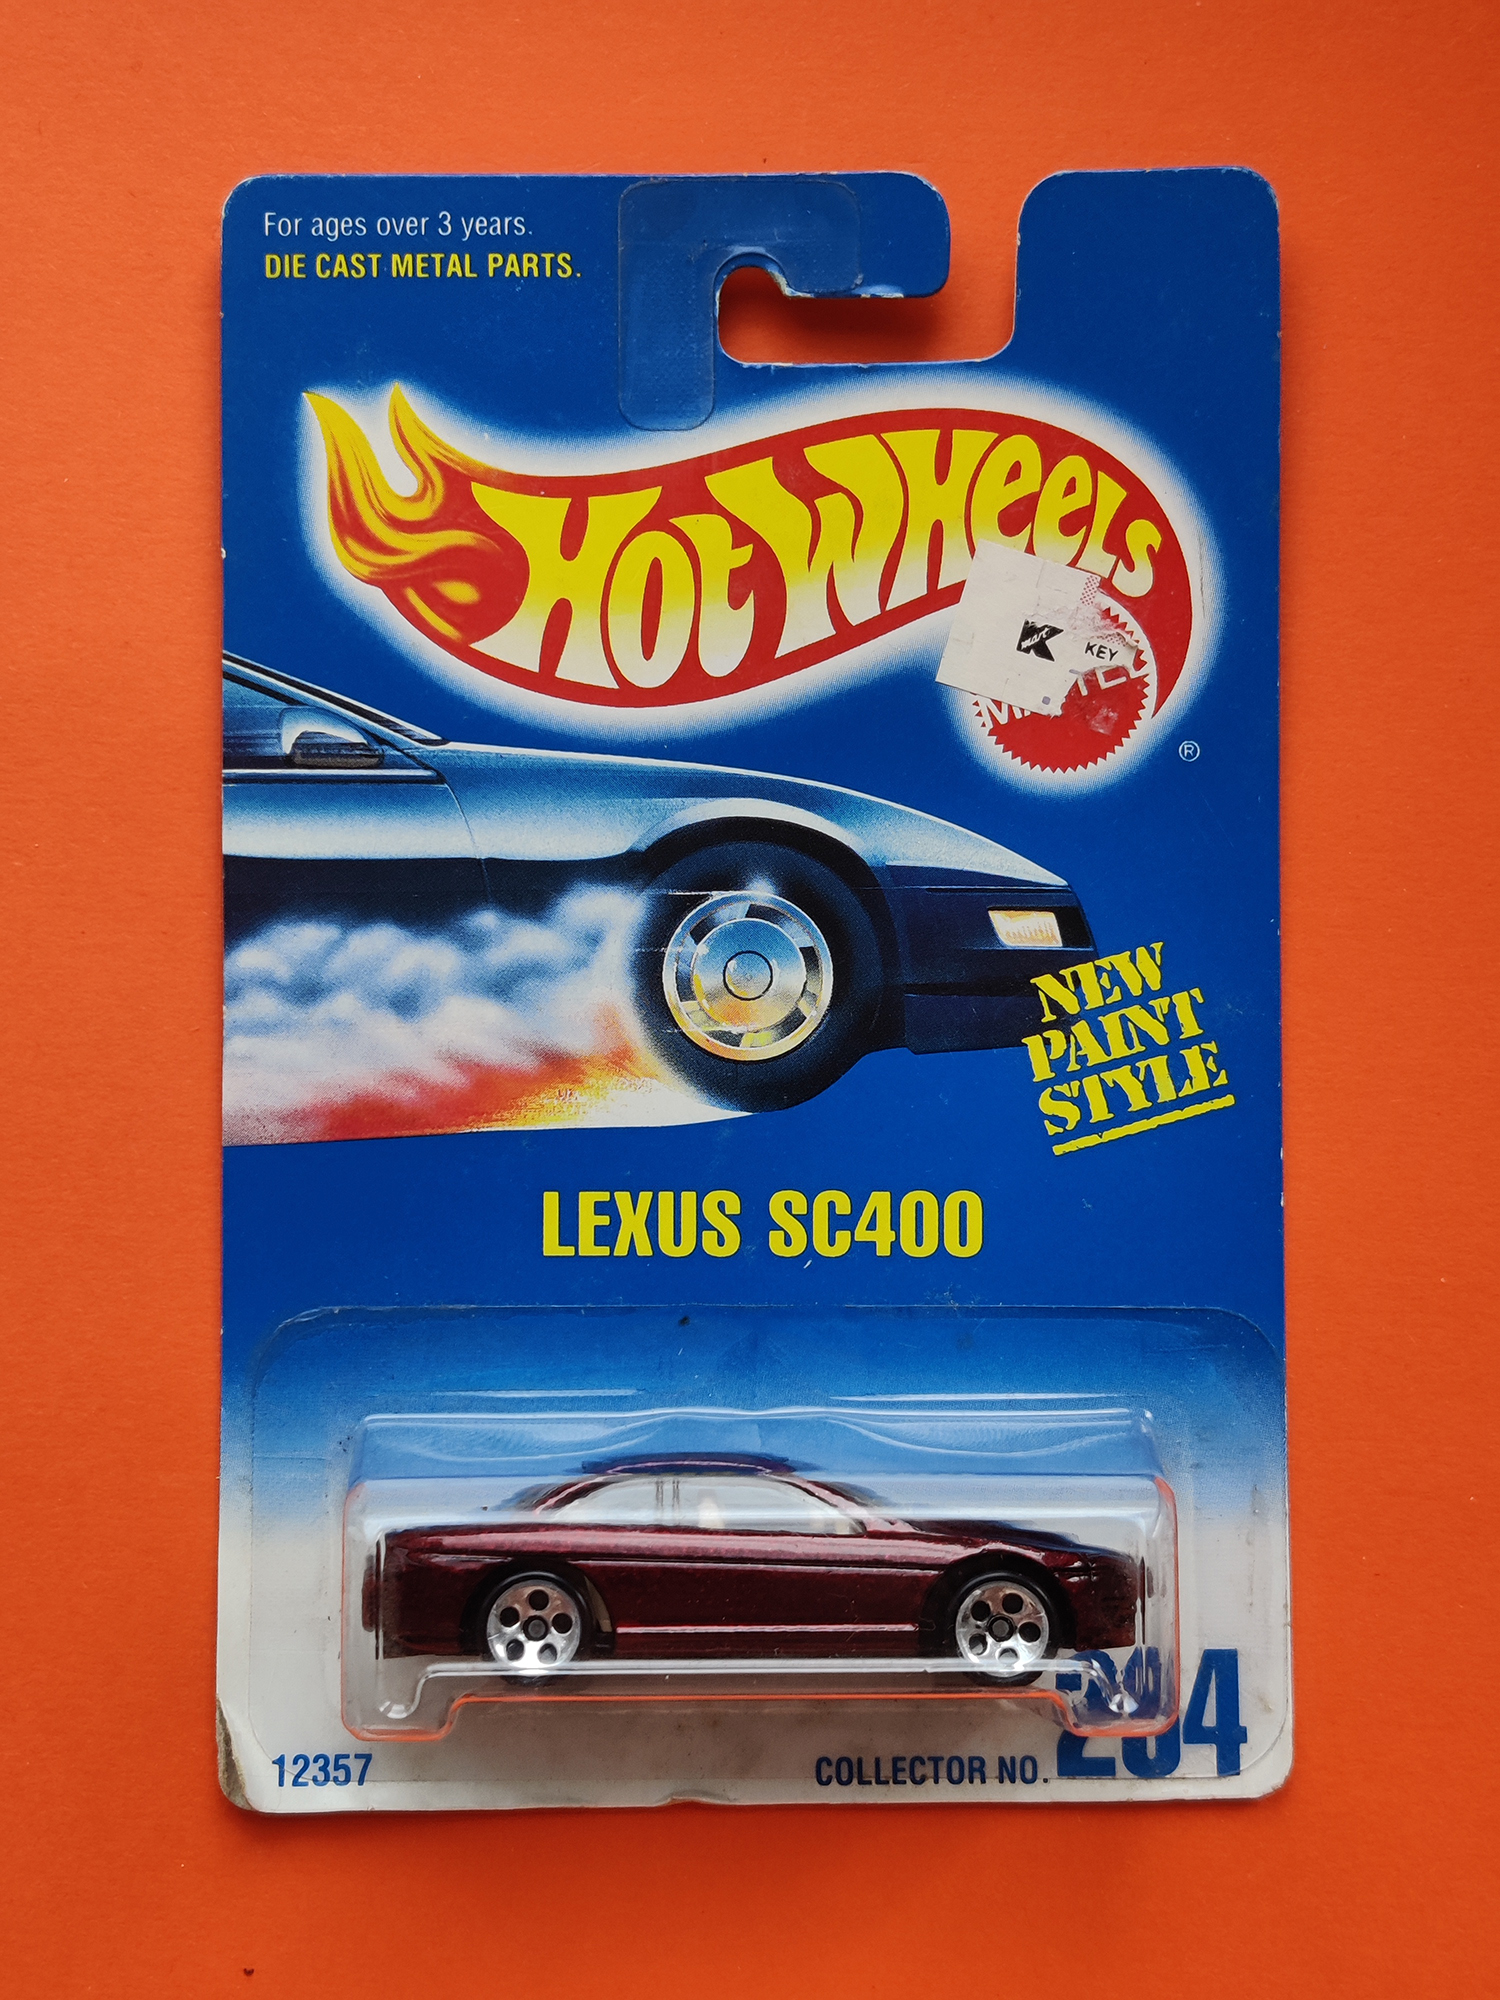 For ages over 3 years.
DIE CAST METAL PARTS.
HOT WHEELS
Kmart
KEY
®
NEW
PAINT
STYLE
LEXUS SC400
12357
COLLECTOR NO.